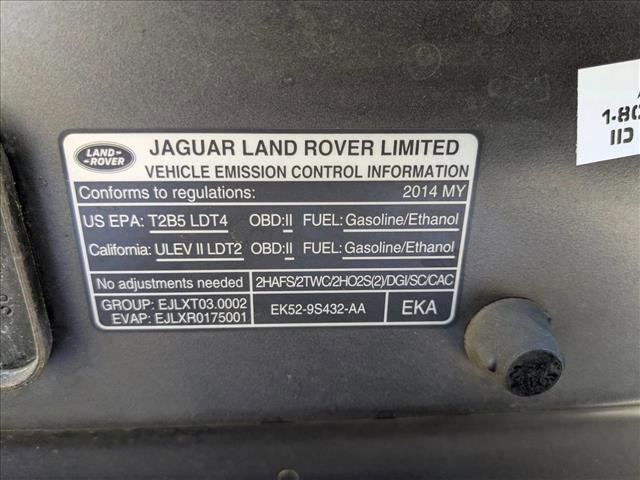 LAND-
-ROVER
JAGUAR LAND ROVER LIMITED
VEHICLE EMISSION CONTROL INFORMATION
Conforms to regulations: 2014 MY
US EPA: T2B5 LDT4 OBD:II FUEL: Gasoline/Ethanol
California: ULEV II LDT2 OBD:II FUEL: Gasoline/Ethanol
No adjustments needed 2HAFS/2TWC/2HO2S(2)/DGI/SC/CAC
GROUP: EJLXT03.0002
EVAP: EJLXR0175001
EK52-9S432-AA
EKA